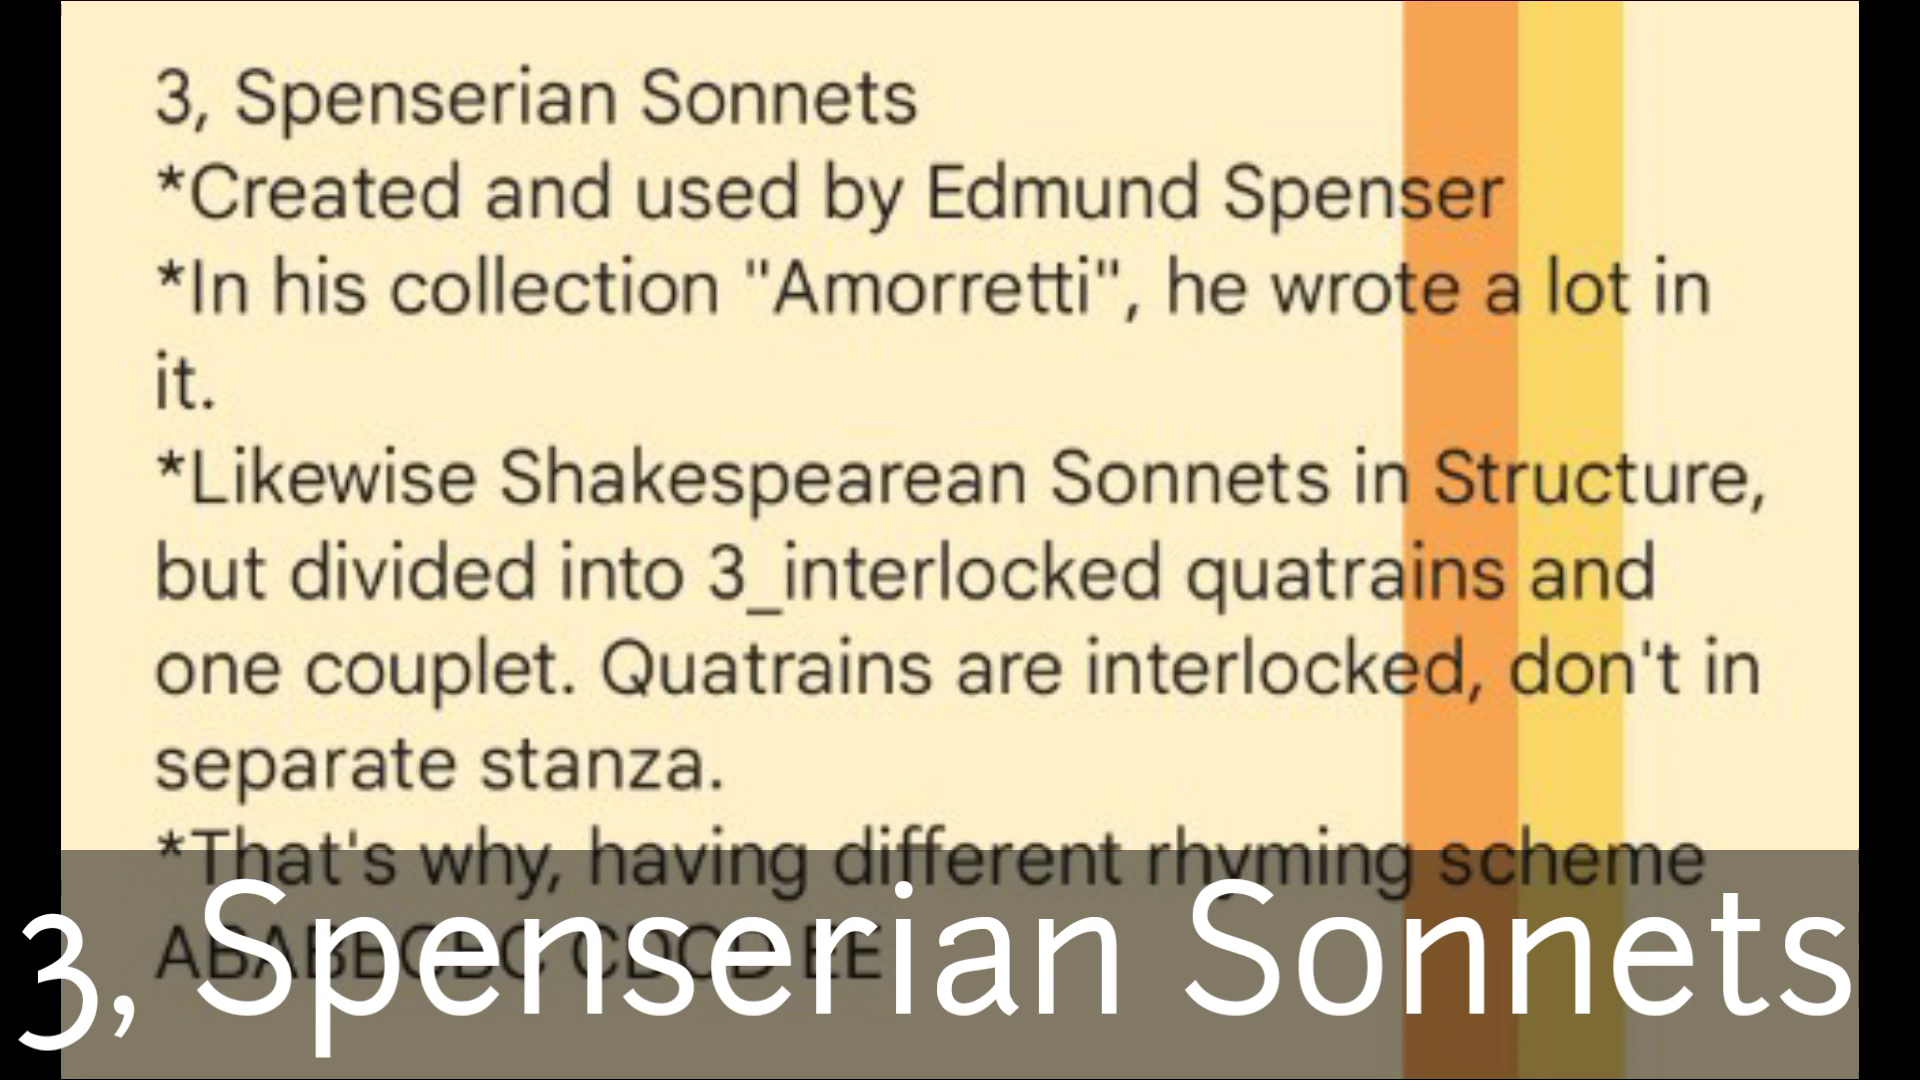 3, Spenserian Sonnets
*Created and used by Edmund Spenser
*In his collection "Amorretti", he wrote a lot in
it.
*Likewise Shakespearean Sonnets in Structure,
but divided into 3_interlocked quatrains and
one couplet. Quatrains are interlocked, don't in
separate stanza.
*That's why, having different rhyming scheme
EE
3, Spenserian Sonnets